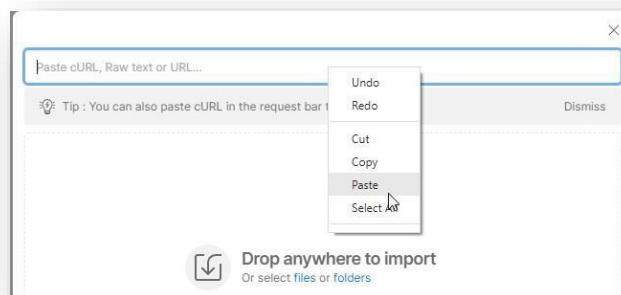 Paste cURL, Raw text or URL...
Undo
Redo
Tip : You can also paste cURL in the request bar
Dismiss
Cut
Copy
Paste
Select
Drop anywhere to import
Or select files or folders